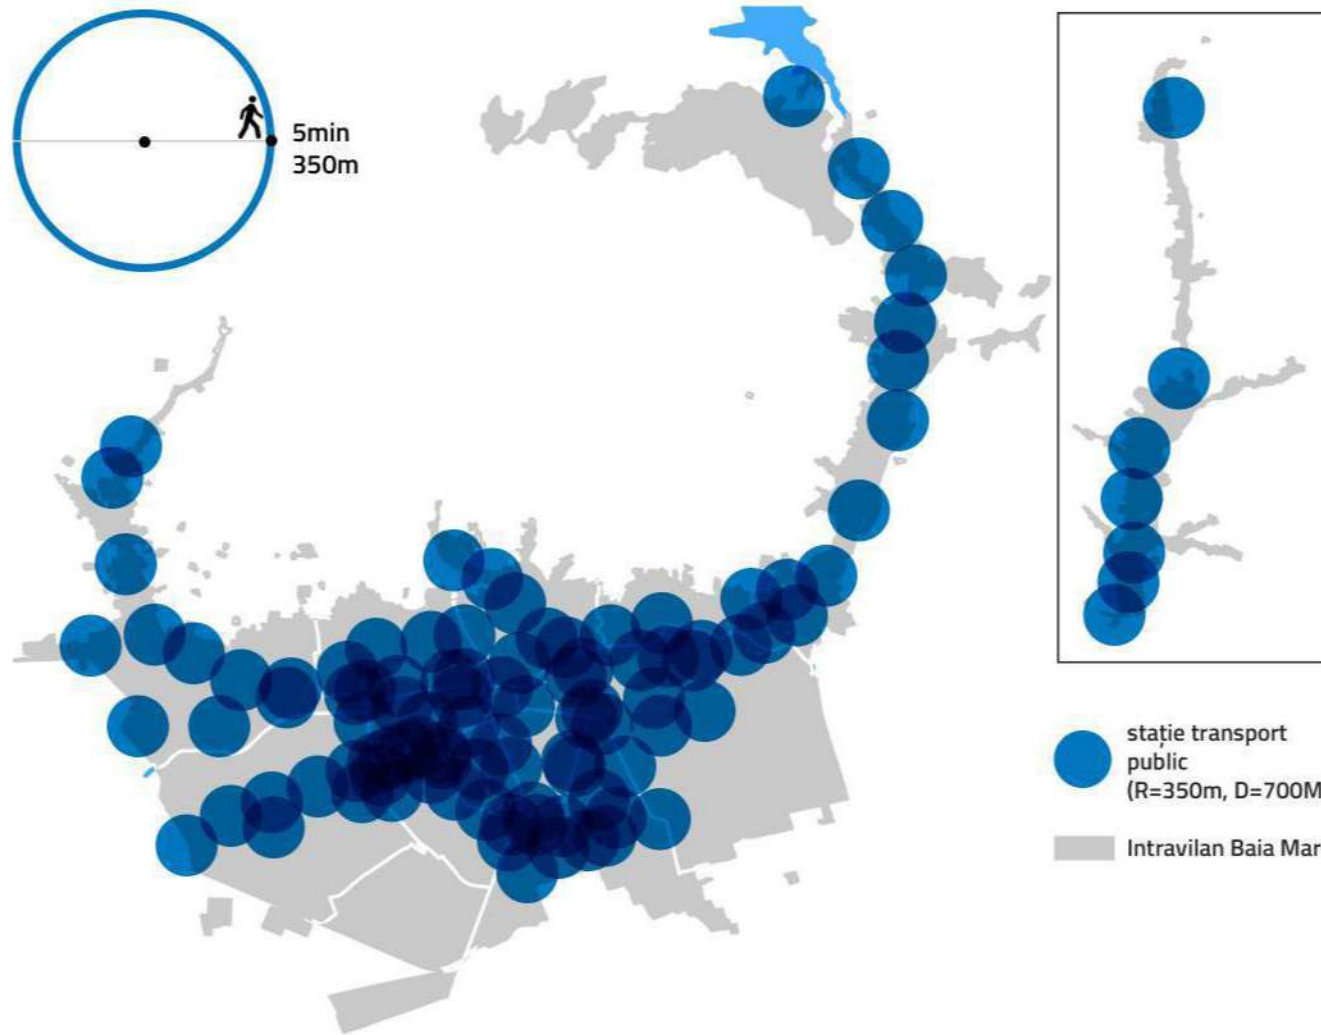 5min
350m
stație transport
public
(R=350m, D=700M
Intravilan Baia Mar